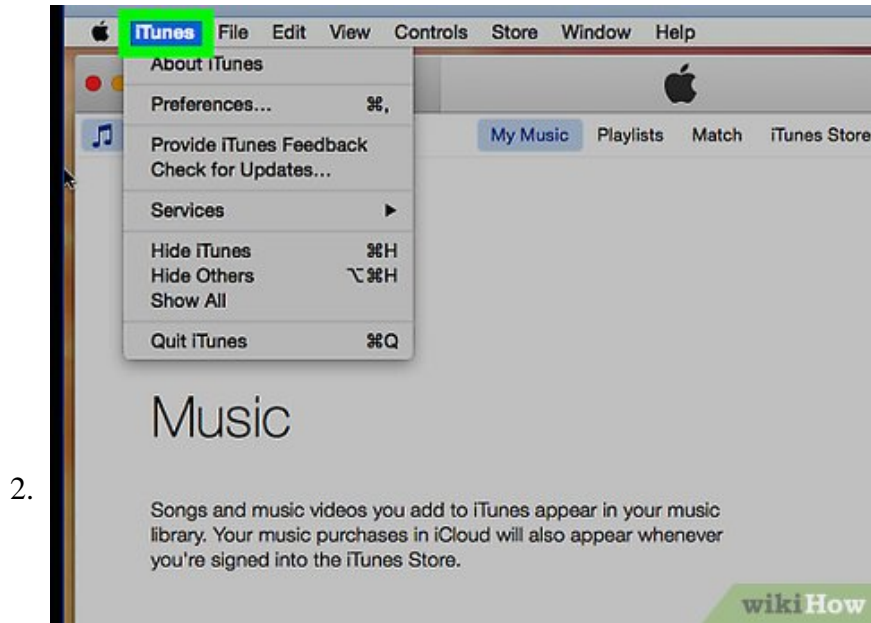 iTunes File Edit View Controls Store Window Help
About iTunes
Preferences... ⌘,
My Music Playlists Match iTunes Store
Provide iTunes Feedback
Check for Updates...
Services ▶
Hide iTunes ⌘H
Hide Others ⌥⌘H
Show All
Quit iTunes ⌘Q
Music
2.
Songs and music videos you add to iTunes appear in your music
library. Your music purchases in iCloud will also appear whenever
you're signed into the iTunes Store.
wikiHow